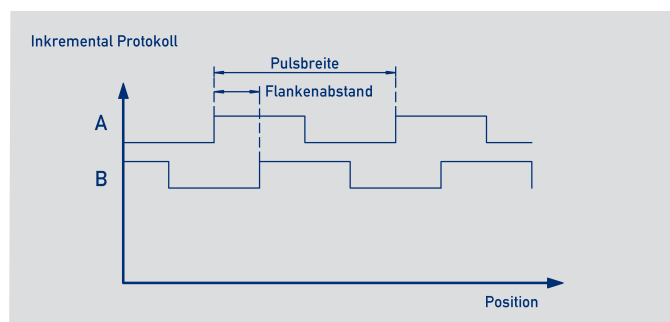 Inkremental Protokoll
Pulsbreite
Flankenabstand
A
B
Position